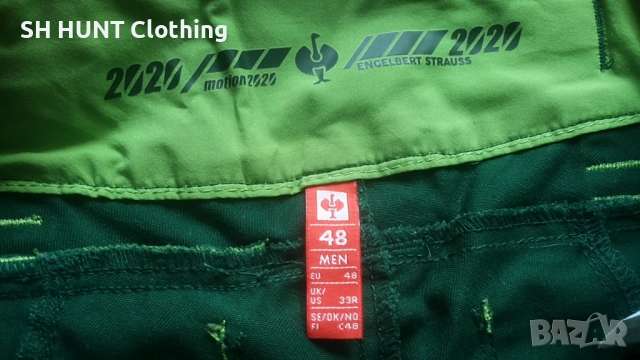 SH HUNT Clothing
2020 2020
motion2020 ENGELBERT STRAUSS
48
MEN
EU 48
UK/
US 33R
SE/DK/NO
FI C48
BAZAR